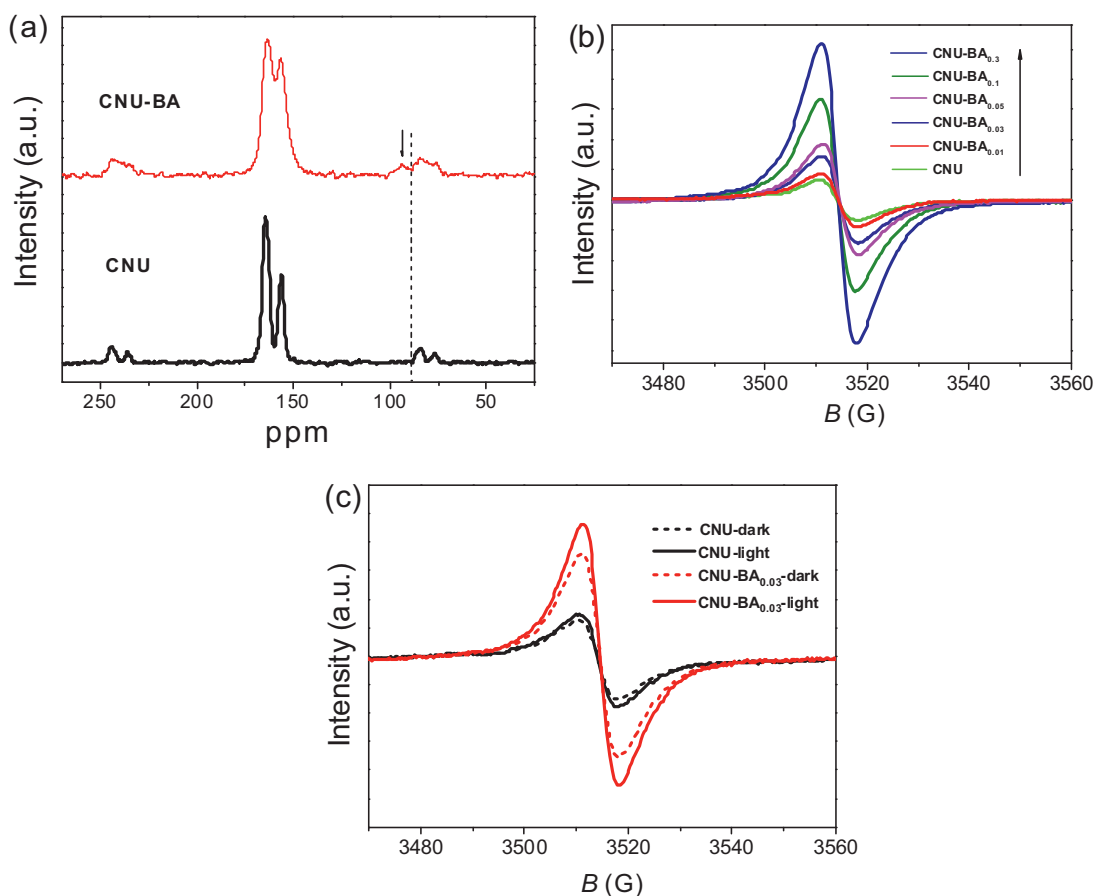 (a)
Intensity (a.u.)
CNU-BA
CNU
250 200 150 100 50
ppm
(b)
Intensity (a.u.)
CNU-BA0.3
CNU-BA0.1
CNU-BA0.05
CNU-BA0.03
CNU-BA0.01
CNU
3480 3500 3520 3540 3560
B (G)
(c)
Intensity (a.u.)
CNU-dark
CNU-light
CNU-BA0.03-dark
CNU-BA0.03-light
3480 3500 3520 3540 3560
B (G)